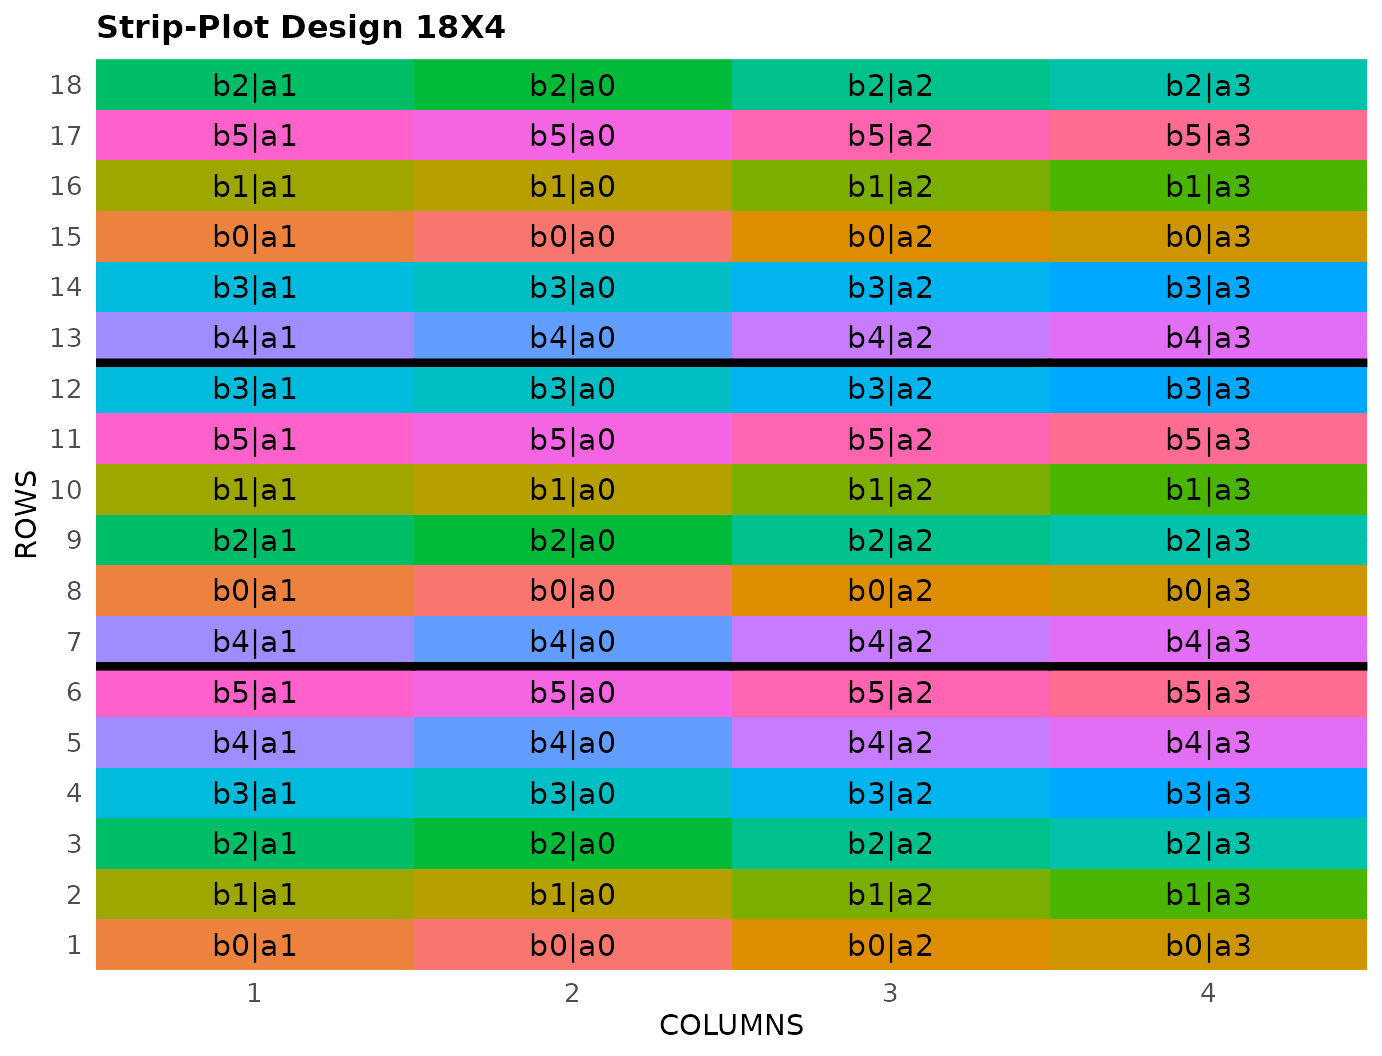 Strip-Plot Design 18X4
18 b2|a1 b2|a0 b2|a2 b2|a3
17 b5|a1 b5|a0 b5|a2 b5|a3
16 b1|a1 b1|a0 b1|a2 b1|a3
15 b0|a1 b0|a0 b0|a2 b0|a3
14 b3|a1 b3|a0 b3|a2 b3|a3
13 b4|a1 b4|a0 b4|a2 b4|a3
12 b3|a1 b3|a0 b3|a2 b3|a3
11 b5|a1 b5|a0 b5|a2 b5|a3
10 b1|a1 b1|a0 b1|a2 b1|a3
ROWS
9 b2|a1 b2|a0 b2|a2 b2|a3
8 b0|a1 b0|a0 b0|a2 b0|a3
7 b4|a1 b4|a0 b4|a2 b4|a3
6 b5|a1 b5|a0 b5|a2 b5|a3
5 b4|a1 b4|a0 b4|a2 b4|a3
4 b3|a1 b3|a0 b3|a2 b3|a3
3 b2|a1 b2|a0 b2|a2 b2|a3
2 b1|a1 b1|a0 b1|a2 b1|a3
1 b0|a1 b0|a0 b0|a2 b0|a3
1 2 3 4
COLUMNS